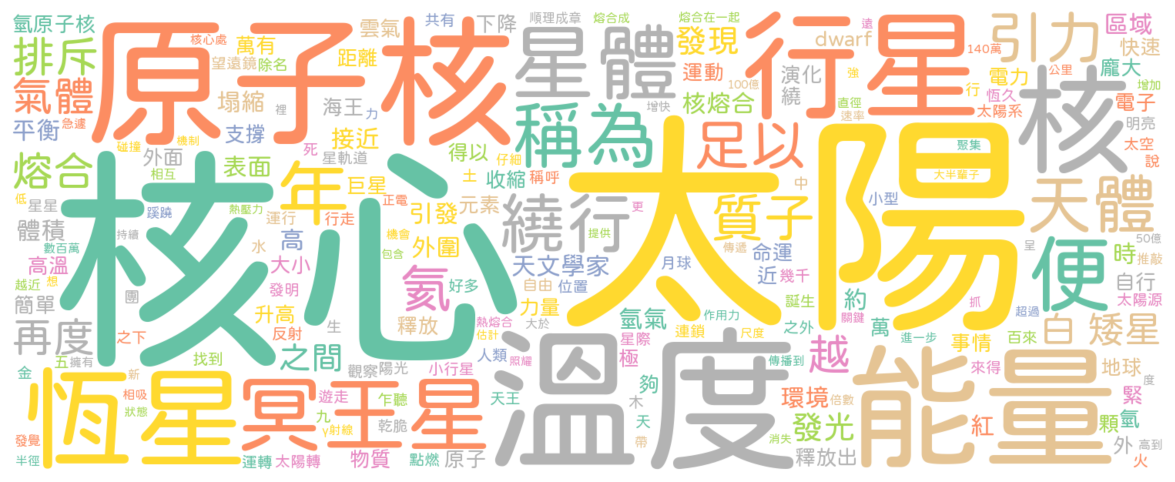 氫原子核
核心處
共有
下降
順理成章
熔合成
熔合在一起
遠
引力
區域
排斥
原子核
雲氣
星體
發現
dwarf
行星
140萬
快速
萬有
望遠鏡
除名
距離
運動
100億
演化
繞
強
電力
公里
龐大
氣體
塌縮
裡
海王
力
增快
核熔合
直徑
速率
行
恆久
增加
核
電子
太陽系
明亮
平衡
急遽
碰撞
機制
支撐
接近
稱為
足以
太陽
聚集
太空
說
外面
相互
死
星軌道
得以
仔細
熔合
表面
年
巨星
收縮
稱呼
土
中
大半輩子
天體
低
星星
熱壓力
核心
正電
引發
元素
繞行
更
質子
小型
體積
蹊蹺
運行
行走
機會
提供
呈
50億
數百萬
持續
水
高
外圍
包含
傳遞
命運
便
時
推敲
高溫
越近
想
大小
氦
天文學家
月球
近
幾千
自行
團
發明
好多
自由
位置
誕生
抓
太陽源
簡單
升高
力量
大於
氫氣
作用力
約
關鍵
超過
再度
之下
反射
釋放
熱熔合
估計
連鎖
尺度
之外
萬
進一步
百來
白矮星
生
之間
人類
照耀
星際
極
越
事情
五
擁有
找到
觀察
陽光
小行星
溫度
傳播到
來得
地球
度
金
新
恆星
冥王星
能量
夠
環境
倍數
緊
相吸
遊走
乍聽
天王
木
狀態
九
天
發光
紅
顆
氫
發覺
γ射線
乾脆
帶
消失
外
高到
半徑
運轉
太陽轉
物質
點燃
原子
釋放出
火